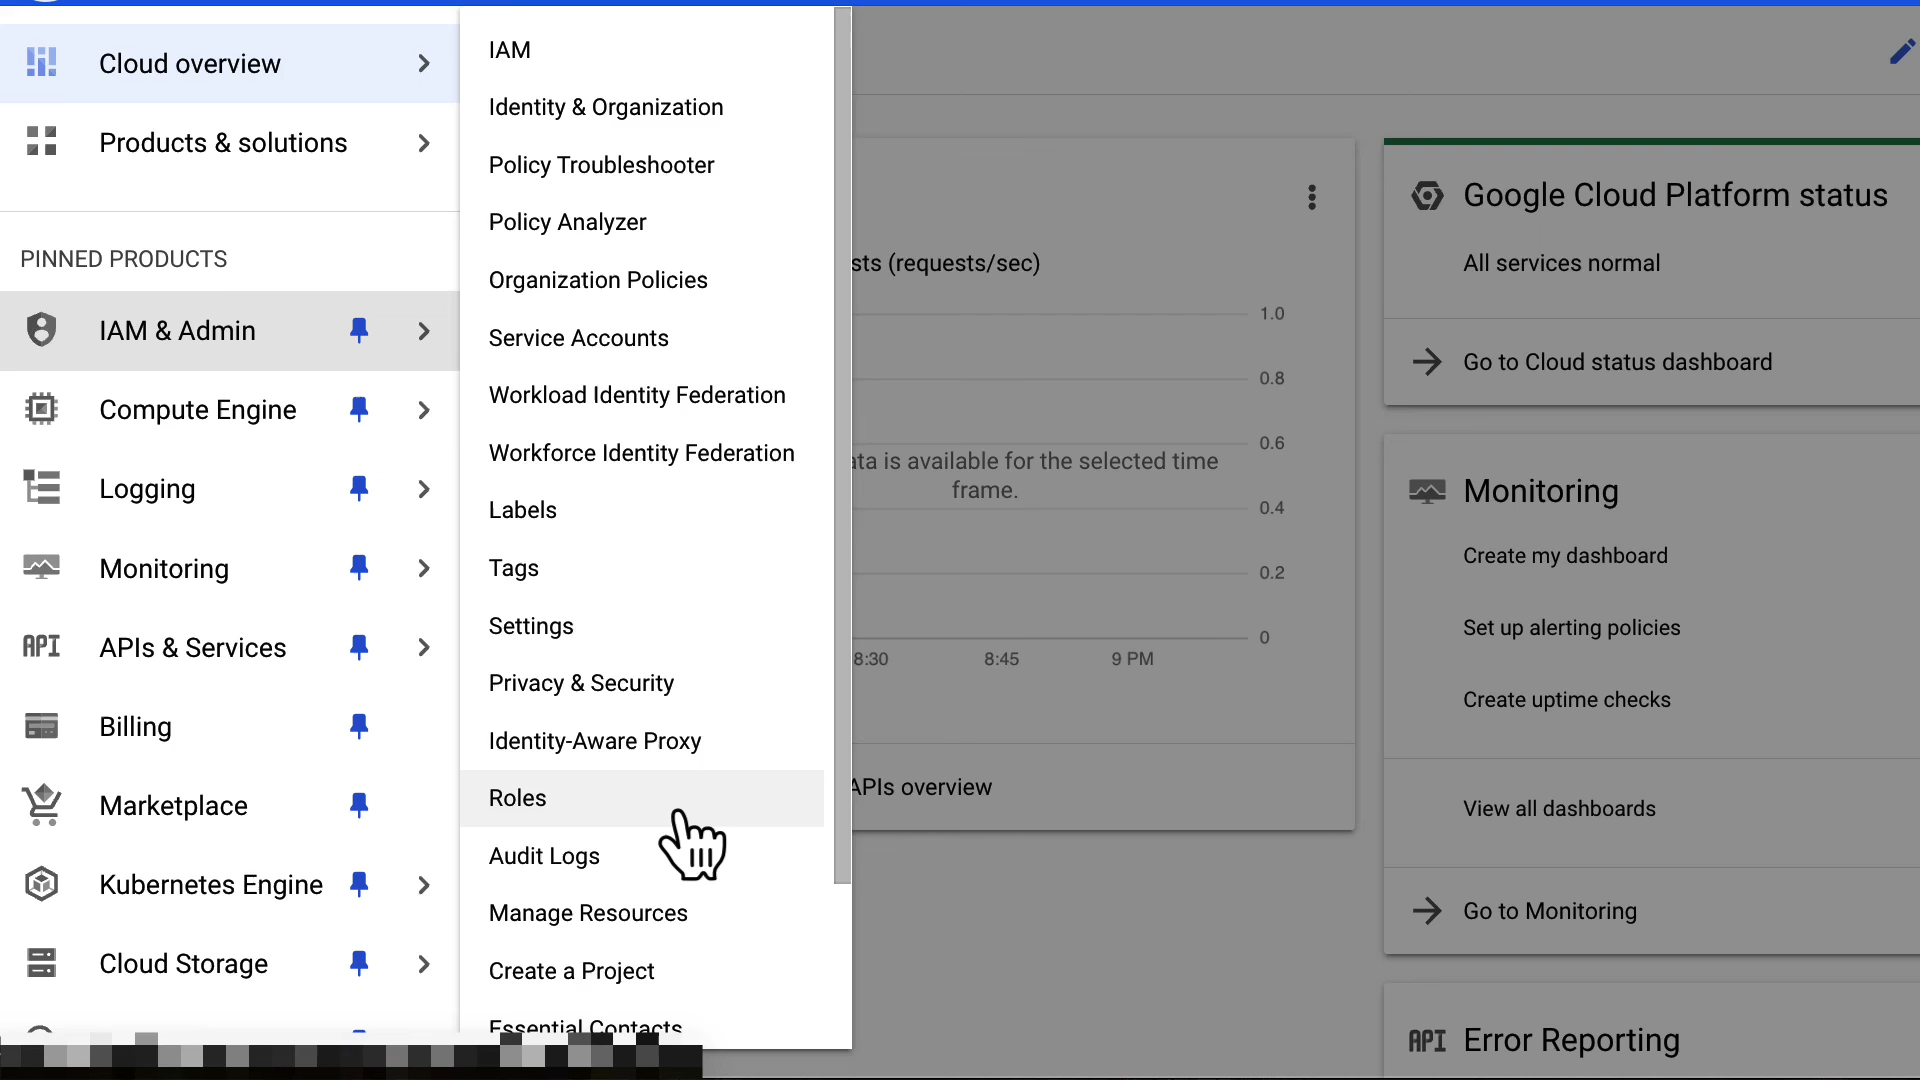 Cloud overview
Products & solutions
PINNED PRODUCTS
IAM & Admin
Compute Engine
Logging
Monitoring
API
APIs & Services
Billing
Marketplace
Kubernetes Engine
Cloud Storage
IAM
Identity & Organization
Policy Troubleshooter
Policy Analyzer
Organization Policies
Service Accounts
Workload Identity Federation
Workforce Identity Federation
Labels
Tags
Settings
Privacy & Security
Identity-Aware Proxy
Roles
Audit Logs
Manage Resources
Create a Project
Essential Contacts
sts (requests/sec)
1.0
0.8
0.6
ata is available for the selected time
frame.
0.4
0.2
0
8:30 8:45 9 PM
APIs overview
Google Cloud Platform status
All services normal
Go to Cloud status dashboard
Monitoring
Create my dashboard
Set up alerting policies
Create uptime checks
View all dashboards
Go to Monitoring
API
Error Reporting